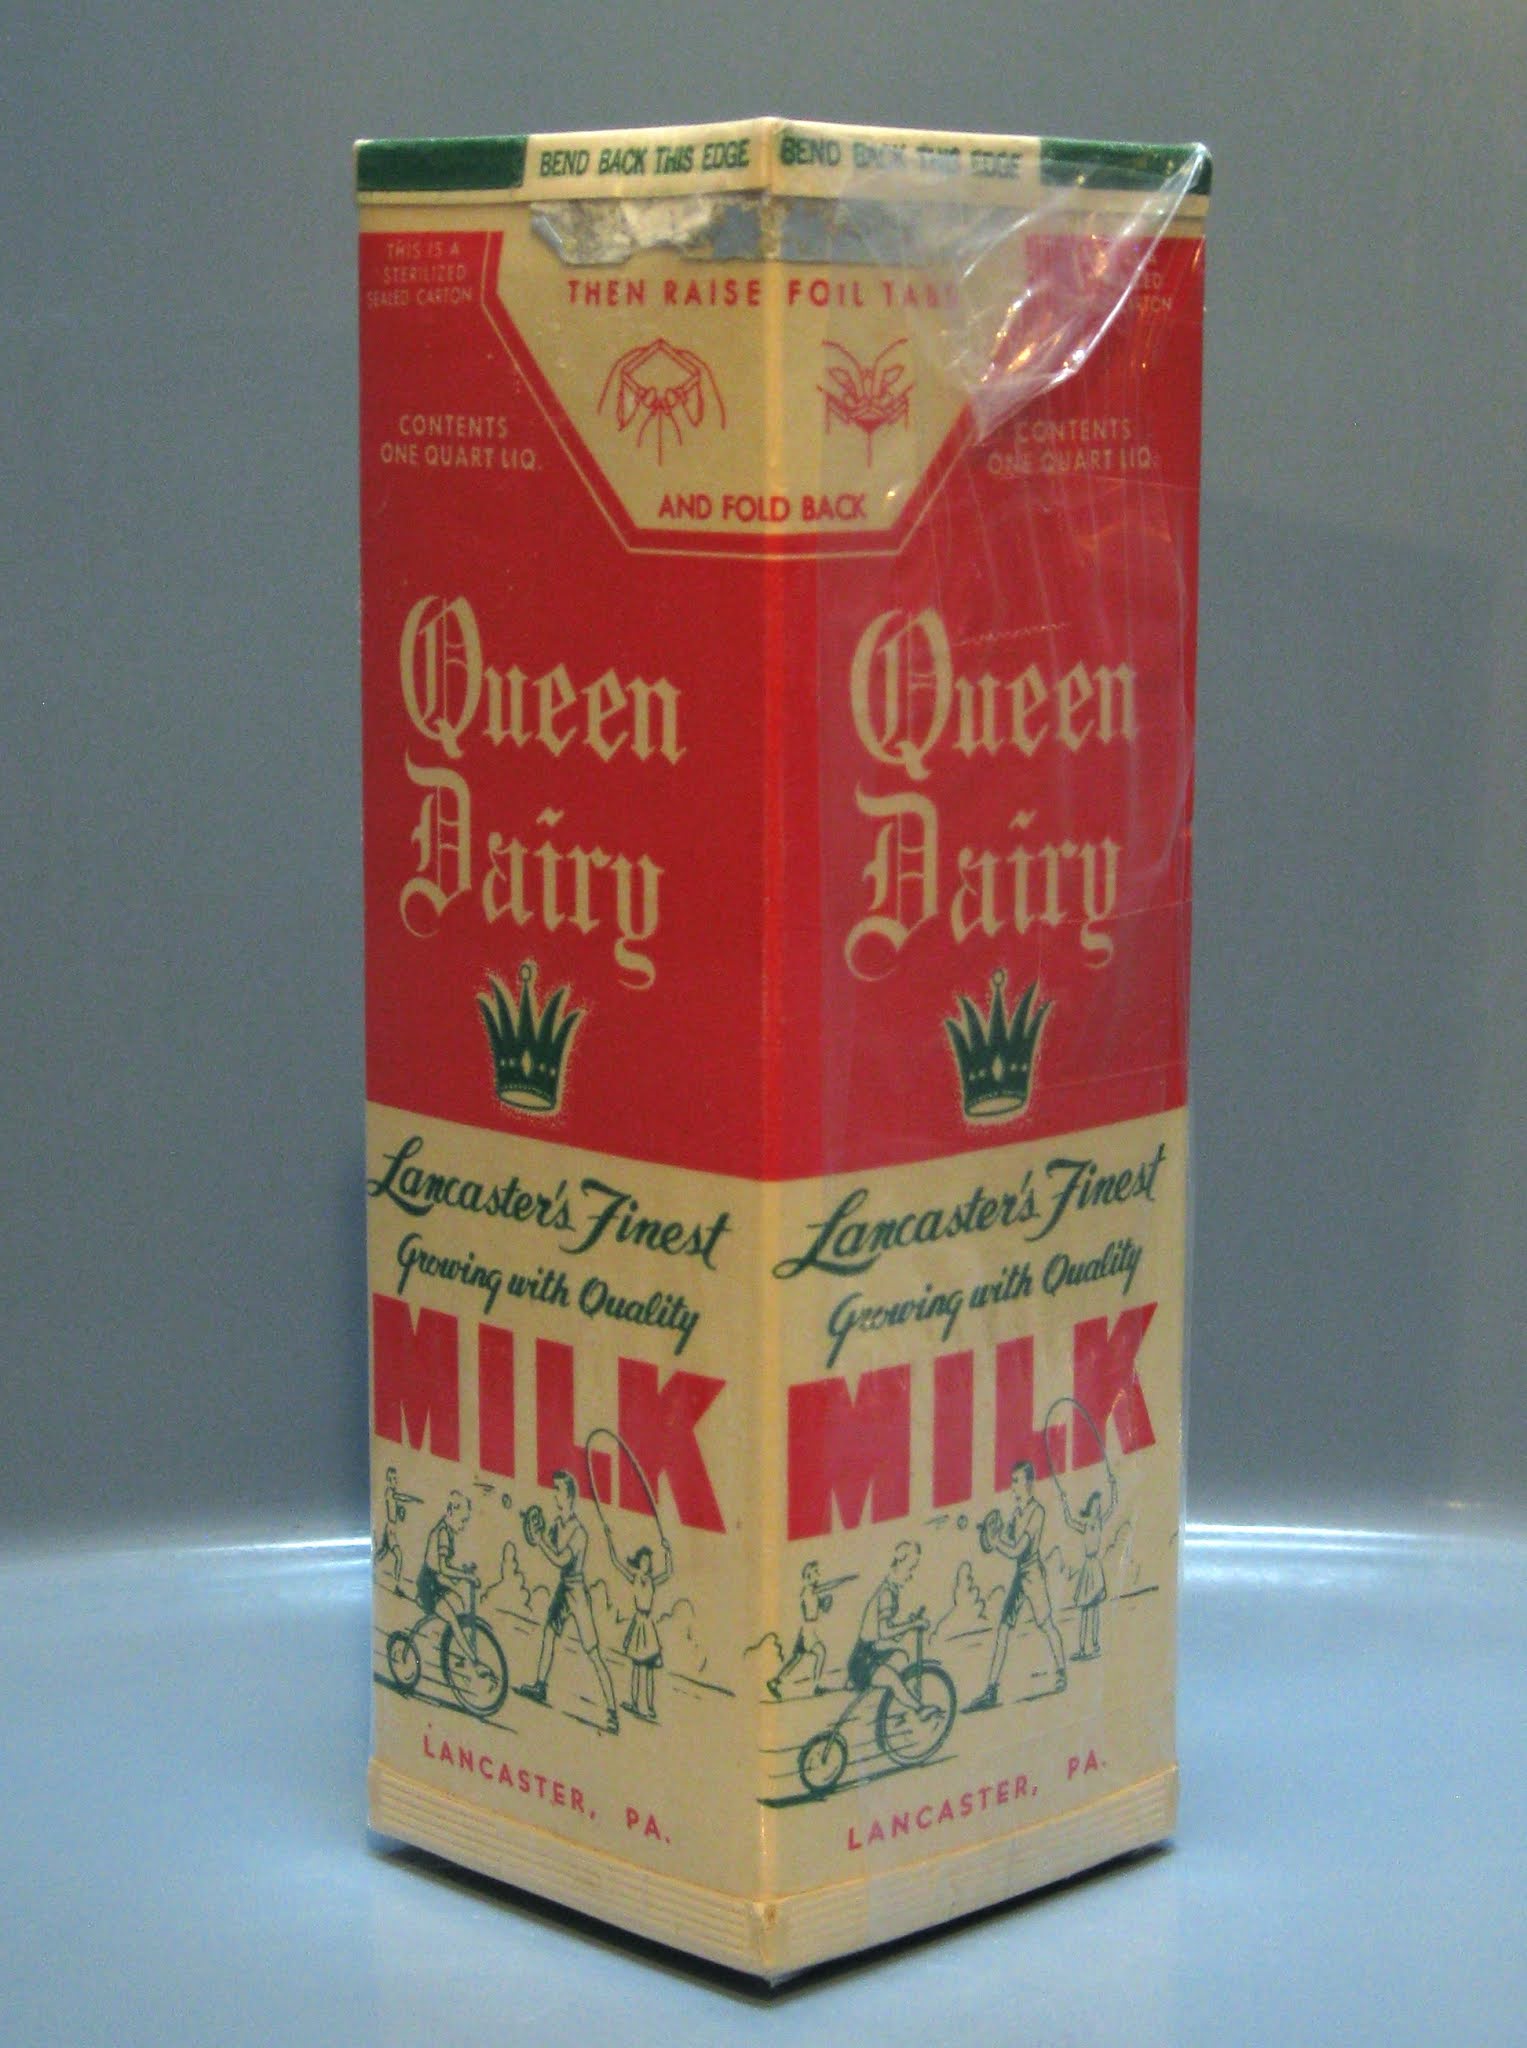 BEND BACK THIS EDGE
BEND BACK THIS EDGE
THIS IS A
STERILIZED
SEALED CARTON
THEN RAISE FOIL TABS
CONTENTS
ONE QUART LIQ.
CONTENTS
ONE QUART LIQ.
AND FOLD BACK
Queen
Dairy
Queen
Dairy
Lancaster's Finest
Growing with Quality
MILK
LANCASTER, PA.
Lancaster's Finest
Growing with Quality
MILK
LANCASTER, PA.